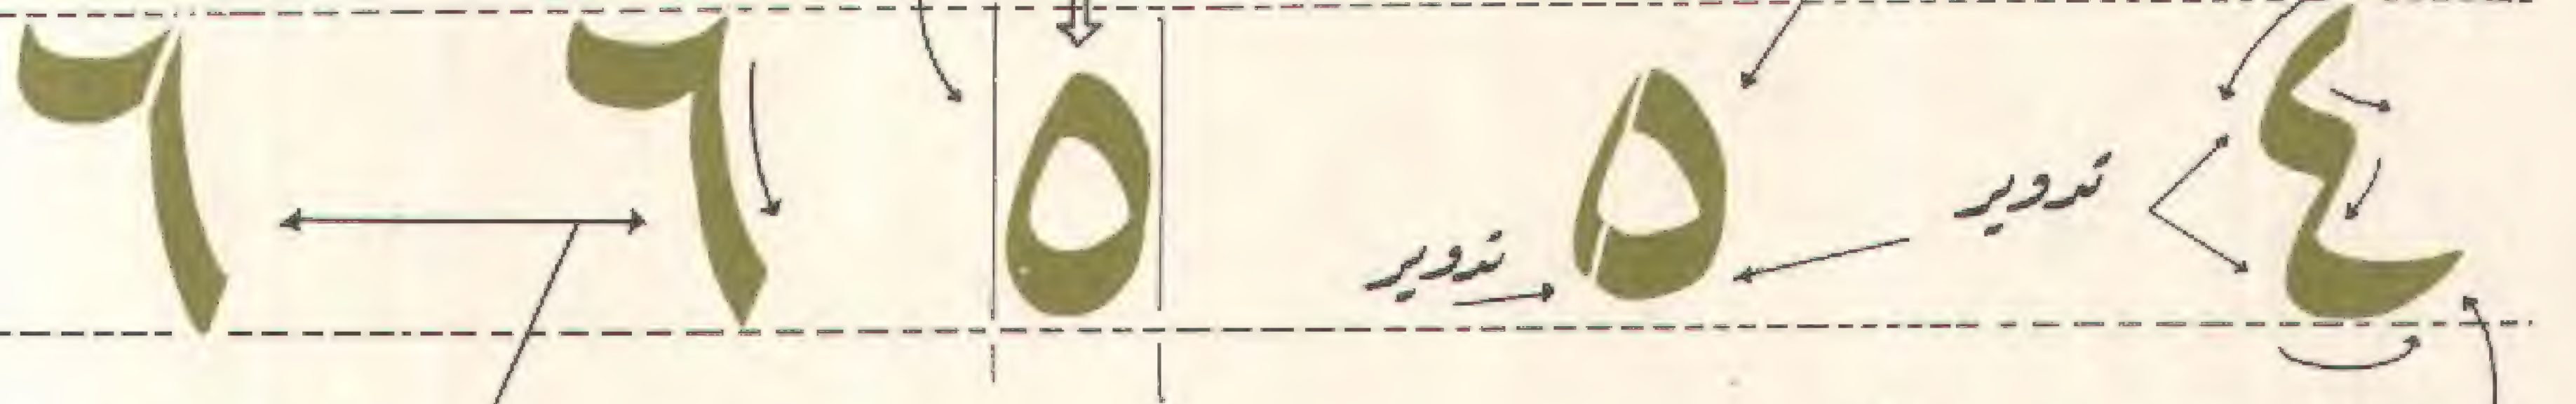 ٤ تدوير ٥ تدوير ٥ ٦ ٦